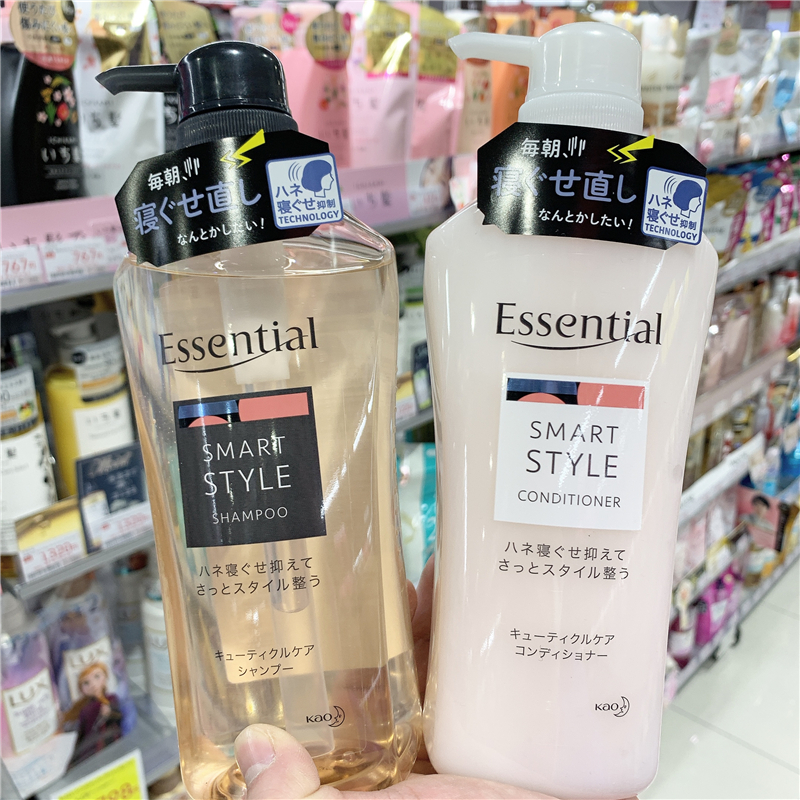 毎朝、
寝ぐせ直し
なんとかしたい!
ハネ
寝ぐせ抑制
TECHNOLOGY
Essential
SMART
STYLE
SHAMPOO
ハネ寝ぐせ抑えて
さっとスタイル整う
キューティクルケア
シャンプー
Kao
毎朝、
寝ぐせ直し
なんとかしたい!
ハネ
寝ぐせ抑制
TECHNOLOGY
Essential
SMART
STYLE
CONDITIONER
ハネ寝ぐせ抑えて
さっとスタイル整う
キューティクルケア
コンディショナー
Kao
いち髪
767
767
LUX
LUX